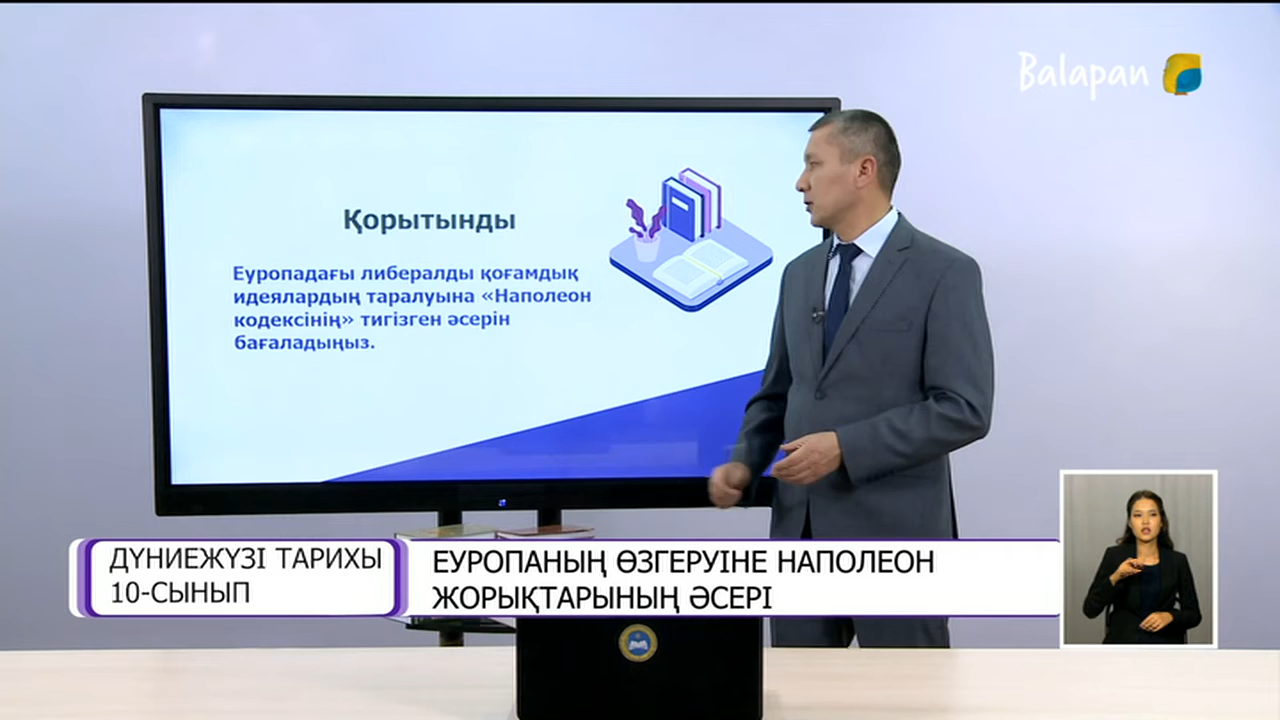 Balapan
Қорытынды
Еуропадағы либералды қоғамдық
идеялардың таралуына «Наполеон
кодексінің» тигізген әсерін
бағаладыңыз.
ДҮНИЕЖҮЗІ ТАРИХЫ
10-СЫНЫП
ЕУРОПАНЫҢ ӨЗГЕРУІНЕ НАПОЛЕОН
ЖОРЫҚТАРЫНЫҢ ӘСЕРІ